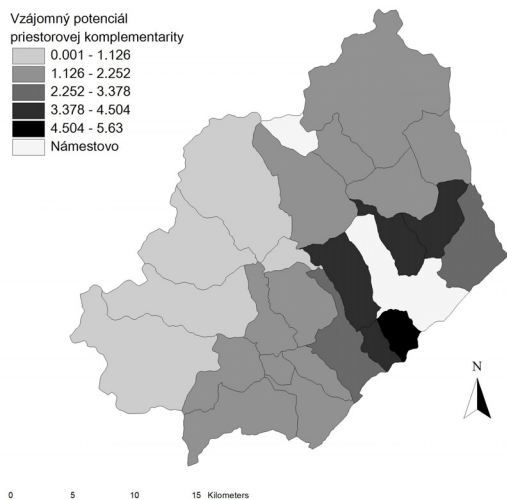 Vzájomný potenciál
priestorovej komplementarity
0.001 - 1.126
1.126 - 2.252
2.252 - 3.378
3.378 - 4.504
4.504 - 5.63
Námestovo
N
0 5 10 15 Kilometers